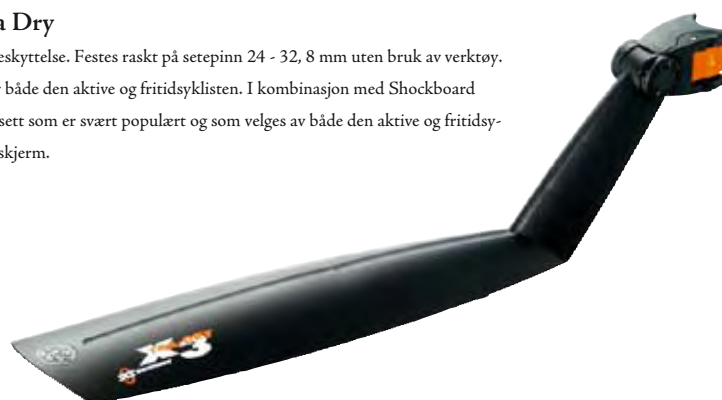 a Dry
eskyttelse. Festes raskt på setepinn 24 - 32, 8 mm uten bruk av verktøy.
både den aktive og fritidsyklisten. I kombinasjon med Shockboard
sett som er svært populært og som velges av både den aktive og fritidsy-
skjerm.
X-3